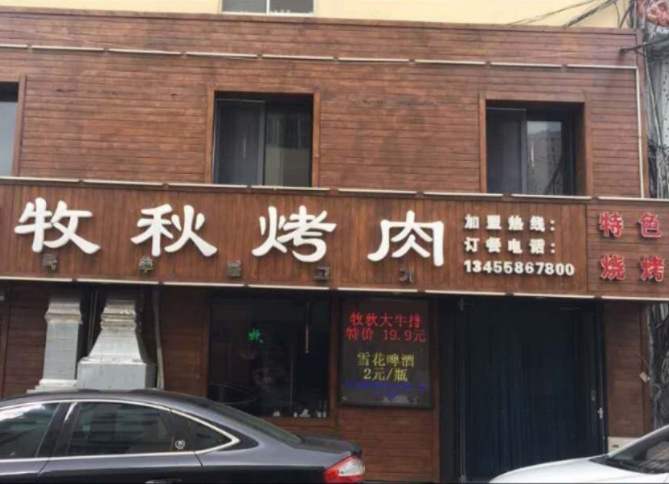 牧秋烤肉
加盟热线：
订餐电话：
13455867800
特色
烧烤
牧秋大牛排
特价 19.9元
雪花啤酒
2元/瓶